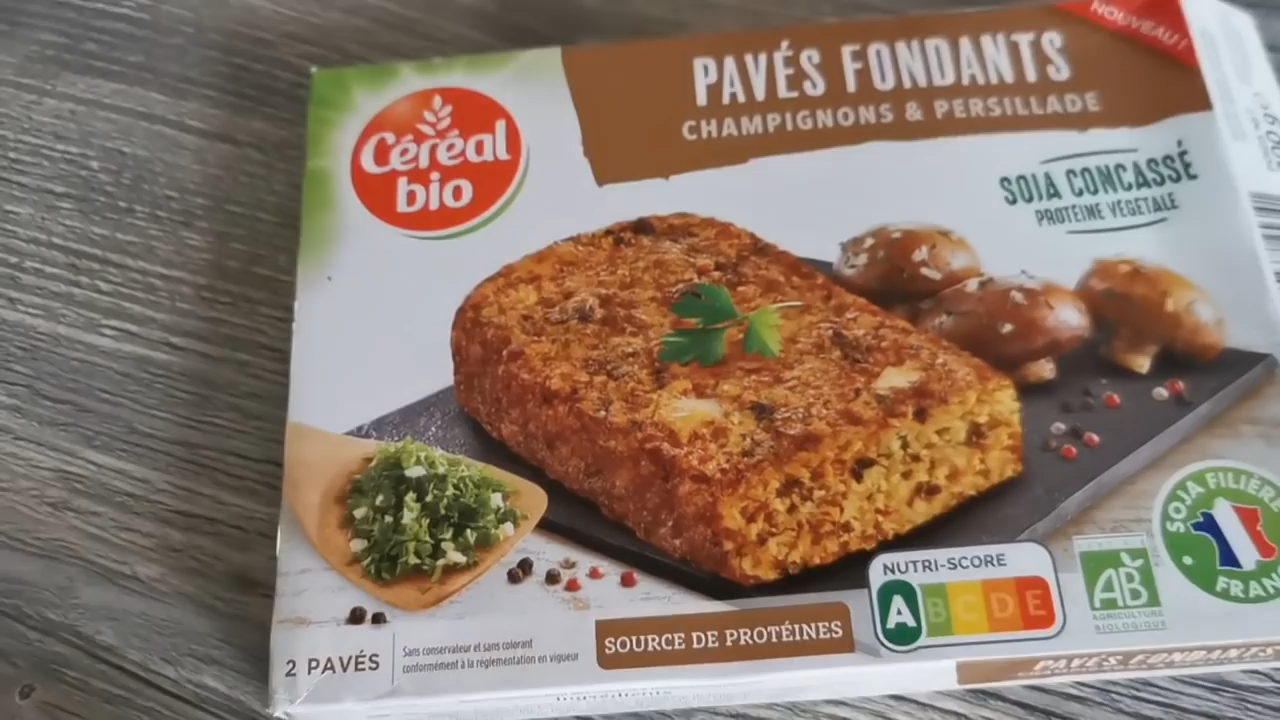 NOUVEAU !
PAVÉS FONDANTS
CHAMPIGNONS & PERSILLADE
Céréal
bio
SOJA CONCASSÉ
PROTÉINE VÉGÉTALE
SOJA FILIÈRE
FRAN
NUTRI-SCORE
A B C D E
AB
AGRICULTURE
BIOLOGIQUE
SOURCE DE PROTÉINES
2 PAVÉS
Sans conservateur et sans colorant
conformément à la réglementation en vigueur
PAVÉS FONDANTS